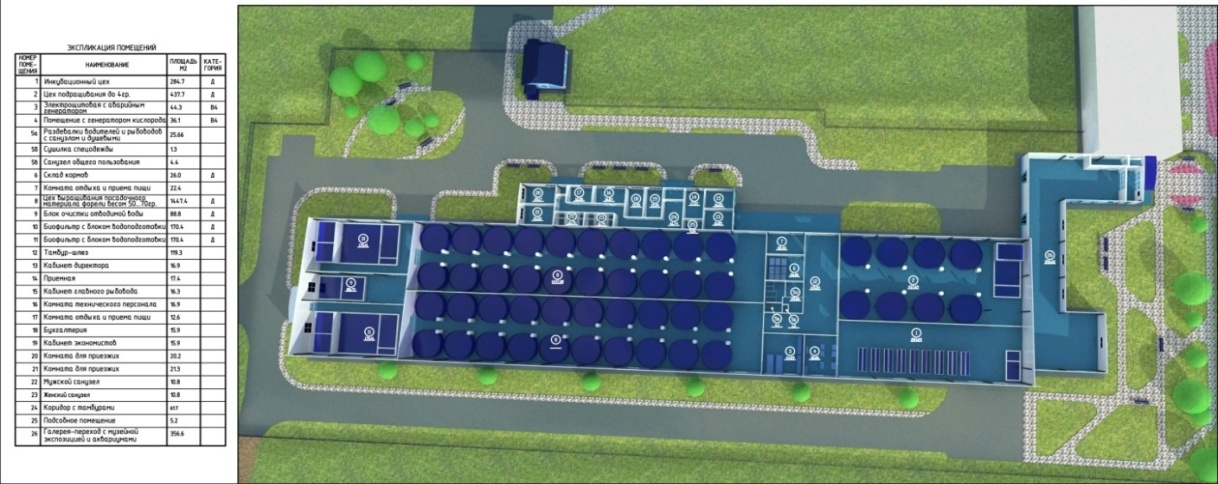 ЭКСПЛИКАЦИЯ ПОМЕЩЕНИЙ
НОМЕР ПОМЕ-ЩЕНИЯ НАИМЕНОВАНИЕ ПЛОЩАДЬ М2 КАТЕ-ГОРИЯ
1 Инкубационный цех 284.7 Д
2 Цех подращивания до 4гр. 437.7 Д
3 Электрощитовая с аварийным генератором 44.3 В4
4 Помещение с генератором кислорода 36.1 В4
5а Раздевалки водителей и рыбоводов с санузлом и душевыми 25.66
5б Сушилка спецодежды 1.3
5в Санузел общего пользования 4.4
6 Склад кормов 26.0 Д
7 Комната отдыха и приема пищи 22.4
8 Цех выращивания посадочного материала форели весом 50...70гр. 1447.4 Д
9 Блок очистки отводимой воды 88.8 Д
10 Биофильтр с блоком водоподготовки 170.4 Д
11 Биофильтр с блоком водоподготовки 170.4 Д
12 Тамбур-шлюз 119.3
13 Кабинет директора 16.9
14 Приемная 17.4
15 Кабинет главного рыбовода 16.3
16 Комната технического персонала 16.9
17 Комната отдыха и приема пищи 12.6
18 Бухгалтерия 15.9
19 Кабинет экономистов 15.9
20 Комната для приезжих 20.2
21 Комната для приезжих 21.3
22 Мужской санузел 10.8
23 Женский санузел 10.8
24 Коридор с тамбурами 61.7
25 Подсобное помещение 5.2
26 Галерея-переход с музейной экспозицией и аквариумами 356.6